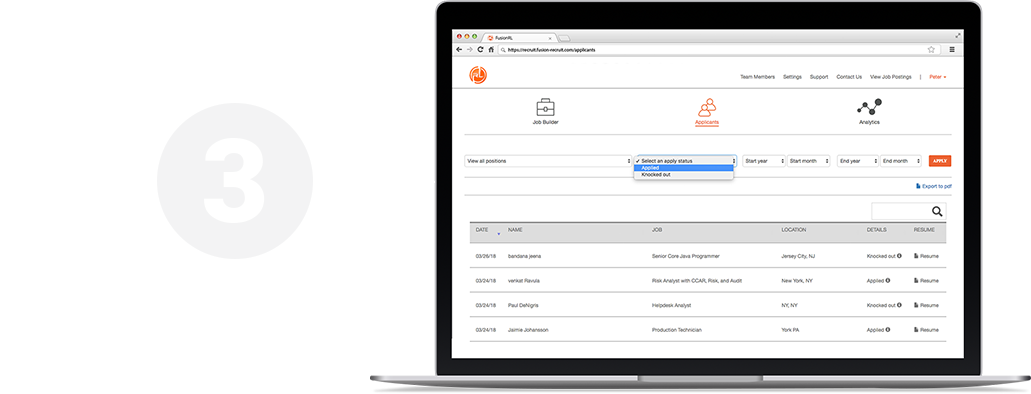 3
FusionRL
https://recruit.fusion-recruit.com/applicants
Team Members Settings Support Contact Us View Job Postings | Peter
Job Builder Applicants Analytics
View all positions ✓ Select an apply status Start year Start month End year End month APPLY
Applied
Knocked out
Export to pdf
DATE NAME JOB LOCATION DETAILS RESUME
03/26/18 bandana jeena Senior Core Java Programmer Jersey City, NJ Knocked out Resume
03/24/18 venkat Ravula Risk Analyst with CCAR, Risk, and Audit New York, NY Applied Resume
03/24/18 Paul DeNigris Helpdesk Analyst NY, NY Knocked out Resume
03/24/18 Jaimie Johansson Production Technician York PA Applied Resume